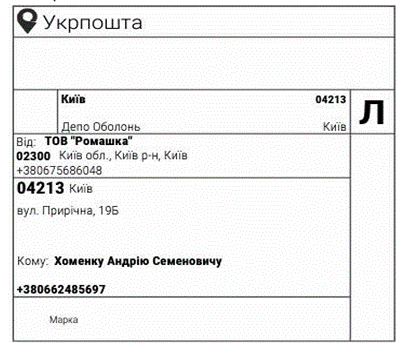 Укрпошта
Київ 04213
Л
Депо Оболонь Київ
Від: ТОВ "Ромашка"
02300 Київ обл., Київ р-н, Київ
+380675686048
04213 Київ
вул. Прирічна, 19Б
Кому: Хоменку Андрію Семеновичу
+380662485697
Марка